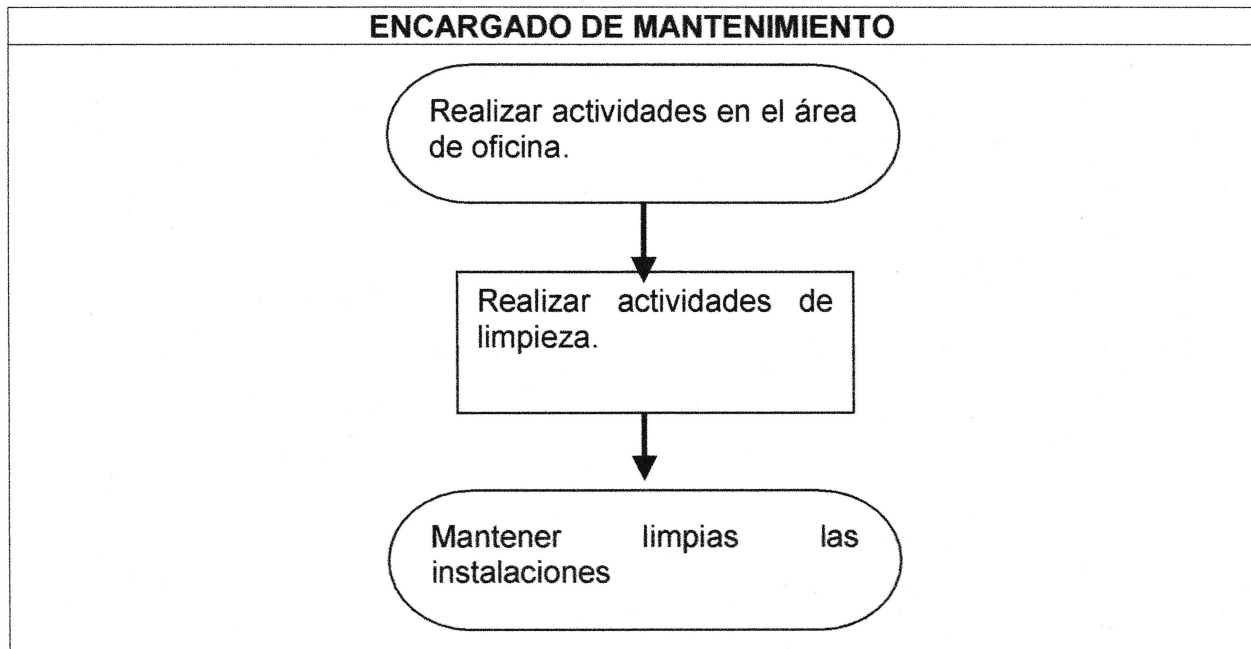 ENCARGADO DE MANTENIMIENTO
Realizar actividades en el área
de oficina.
Realizar actividades de
limpieza.
Mantener limpias las
instalaciones